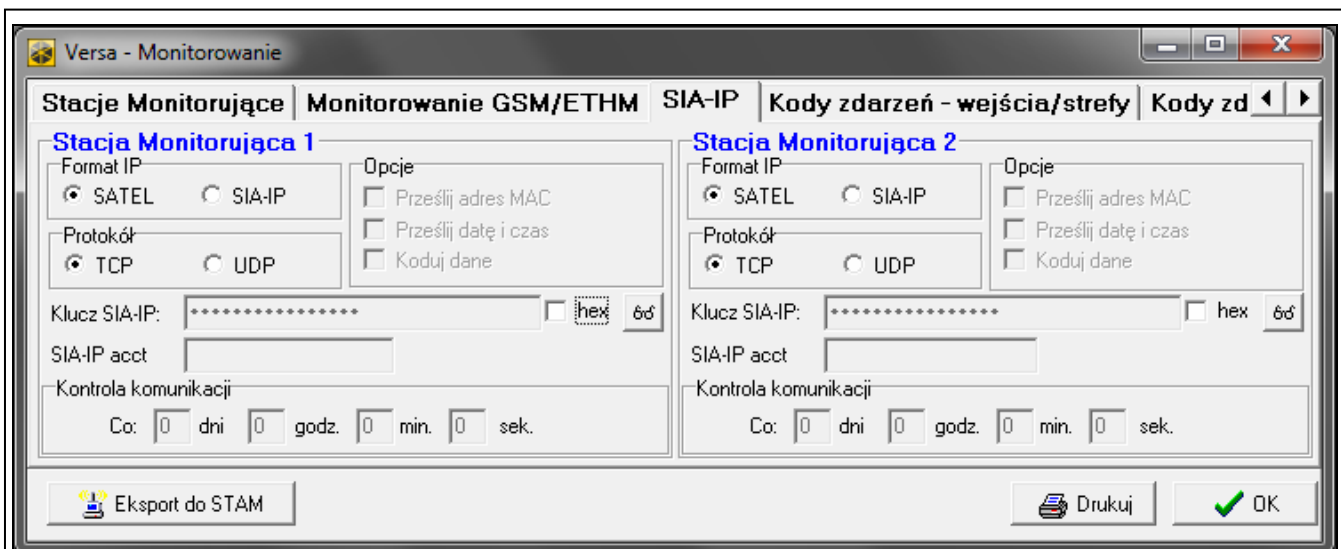 Versa - Monitorowanie
Stacje Monitorujące Monitorowanie GSM/ETHM SIA-IP Kody zdarzeń - wejścia/strefy Kody zd
Stacja Monitorująca 1
Format IP
SATEL SIA-IP
Opcje
Prześlij adres MAC
Prześlij datę i czas
Koduj dane
Protokół
TCP UDP
Klucz SIA-IP: **************** hex
SIA-IP acct
Kontrola komunikacji
Co: 0 dni 0 godz. 0 min. 0 sek.
Stacja Monitorująca 2
Format IP
SATEL SIA-IP
Opcje
Prześlij adres MAC
Prześlij datę i czas
Koduj dane
Protokół
TCP UDP
Klucz SIA-IP: **************** hex
SIA-IP acct
Kontrola komunikacji
Co: 0 dni 0 godz. 0 min. 0 sek.
Eksport do STAM Drukuj OK